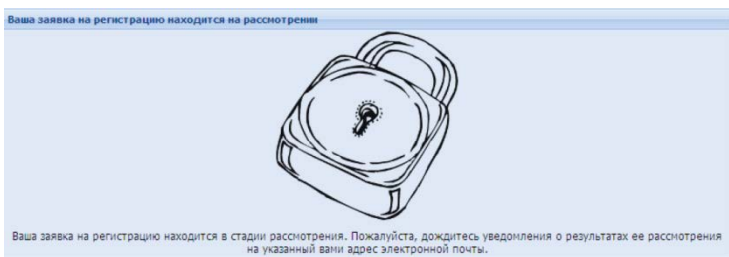 Ваша заявка на регистрацию находится на рассмотрении
Ваша заявка на регистрацию находится в стадии рассмотрения. Пожалуйста, дождитесь уведомления о результатах ее рассмотрения
на указанный вами адрес электронной почты.